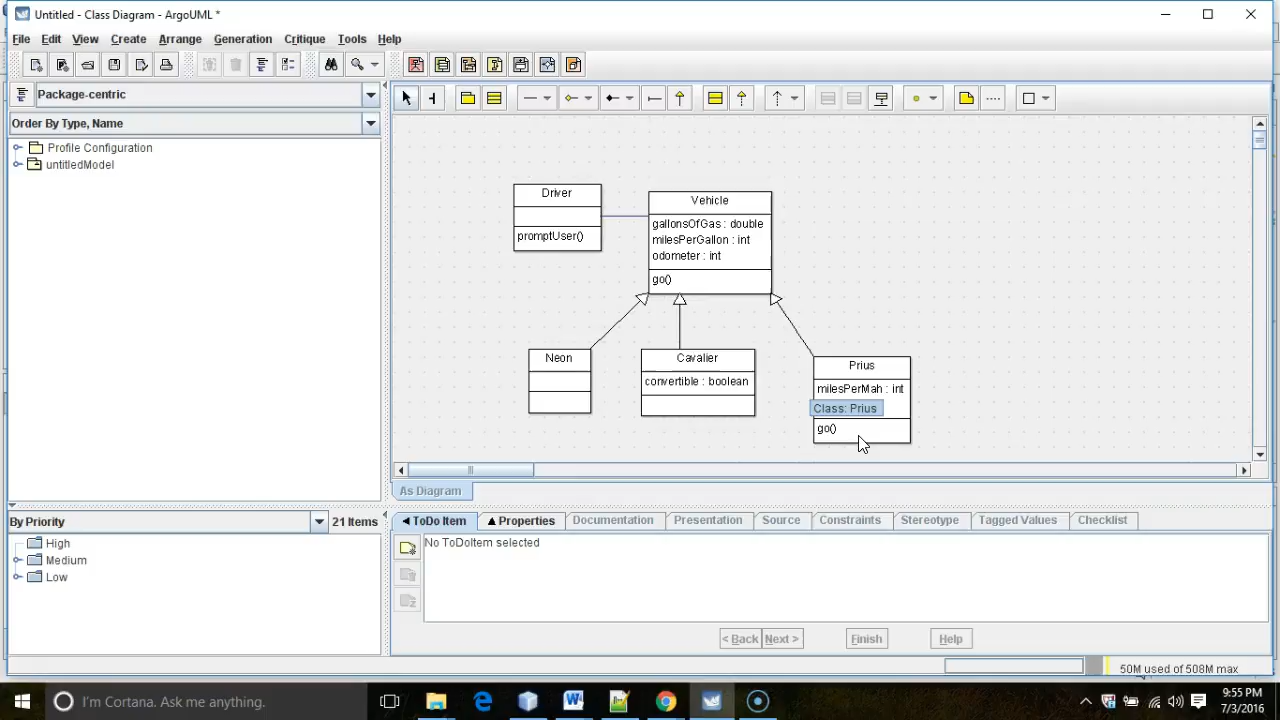 Untitled - Class Diagram - ArgoUML *
File Edit View Create Arrange Generation Critique Tools Help
Package-centric
Order By Type, Name
Profile Configuration
untitledModel
Driver
promptUser()
Vehicle
gallonsOfGas : double
milesPerGallon : int
odometer : int
go()
Neon
Cavalier
convertible : boolean
Prius
milesPerMah : int
Class: Prius
go()
As Diagram
By Priority 21 Items
High
Medium
Low
ToDo Item Properties Documentation Presentation Source Constraints Stereotype Tagged Values Checklist
No ToDoItem selected
< Back Next > Finish Help
50M used of 508M max
I'm Cortana. Ask me anything.
9:55 PM
7/3/2016